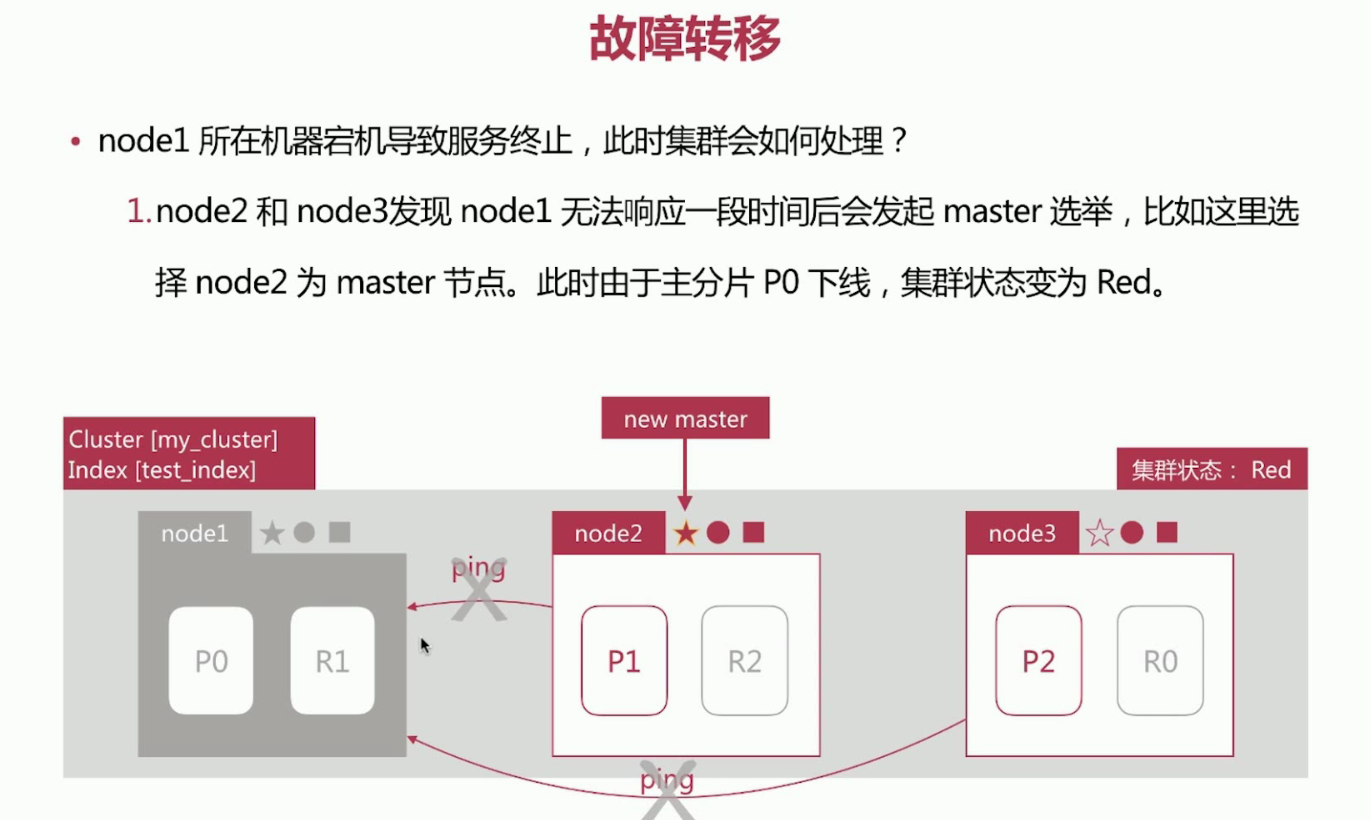 故障转移
• node1 所在机器宕机导致服务终止，此时集群会如何处理？
1. node2 和 node3发现 node1 无法响应一段时间后会发起 master 选举，比如这里选
择 node2 为 master 节点。此时由于主分片 P0 下线，集群状态变为 Red。
new master
Cluster [my_cluster]
Index [test_index]
集群状态： Red
node1
node2
node3
ping
P0
R1
P1
R2
P2
R0
ping